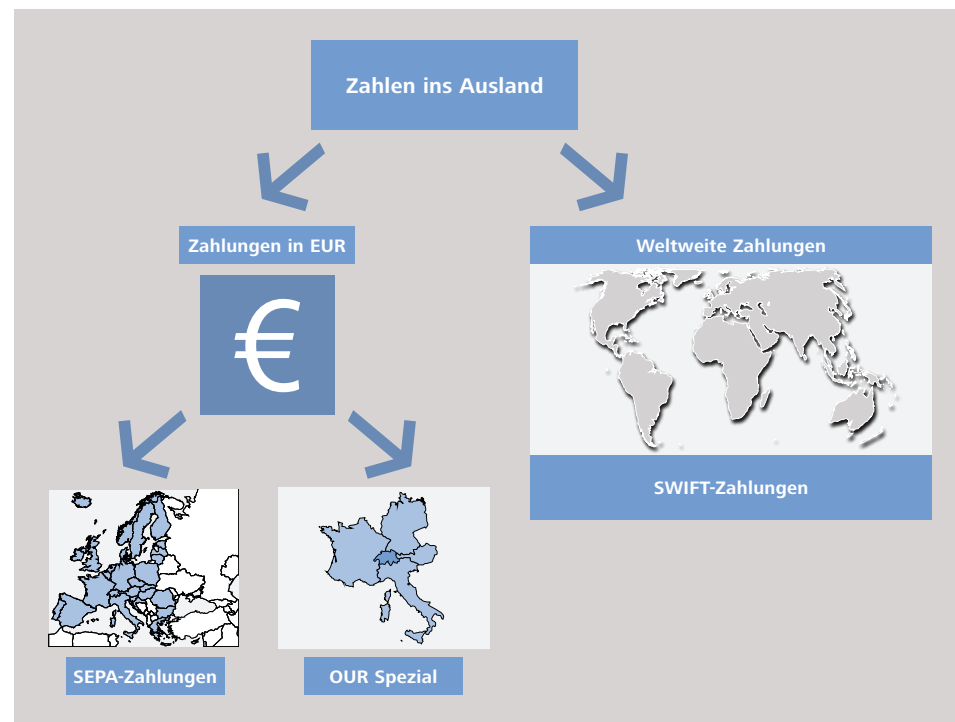 Zahlen ins Ausland
Zahlungen in EUR
€
Weltweite Zahlungen
SWIFT-Zahlungen
SEPA-Zahlungen
OUR Spezial